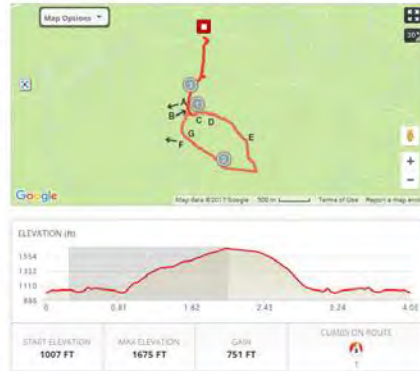 Map Options
30°
A
B
C D
E
G
F
Google
Map data ©2017 Google 500 m Terms of Use Report a map error
ELEVATION (ft)
1554
1332
1110
888
0 0.81 1.62 2.43 3.24 4.05
START ELEVATION
1007 FT
MAX ELEVATION
1675 FT
GAIN
751 FT
CLIMBS ON ROUTE
1